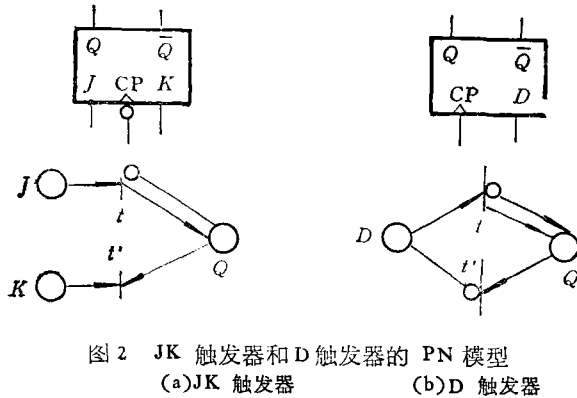 Q Q̄ Q Q̄
J CP K CP D
J t Q
K t'
D t Q
t'
图 2 JK 触发器和D触发器的 PN 模型
(a)JK 触发器 (b)D 触发器